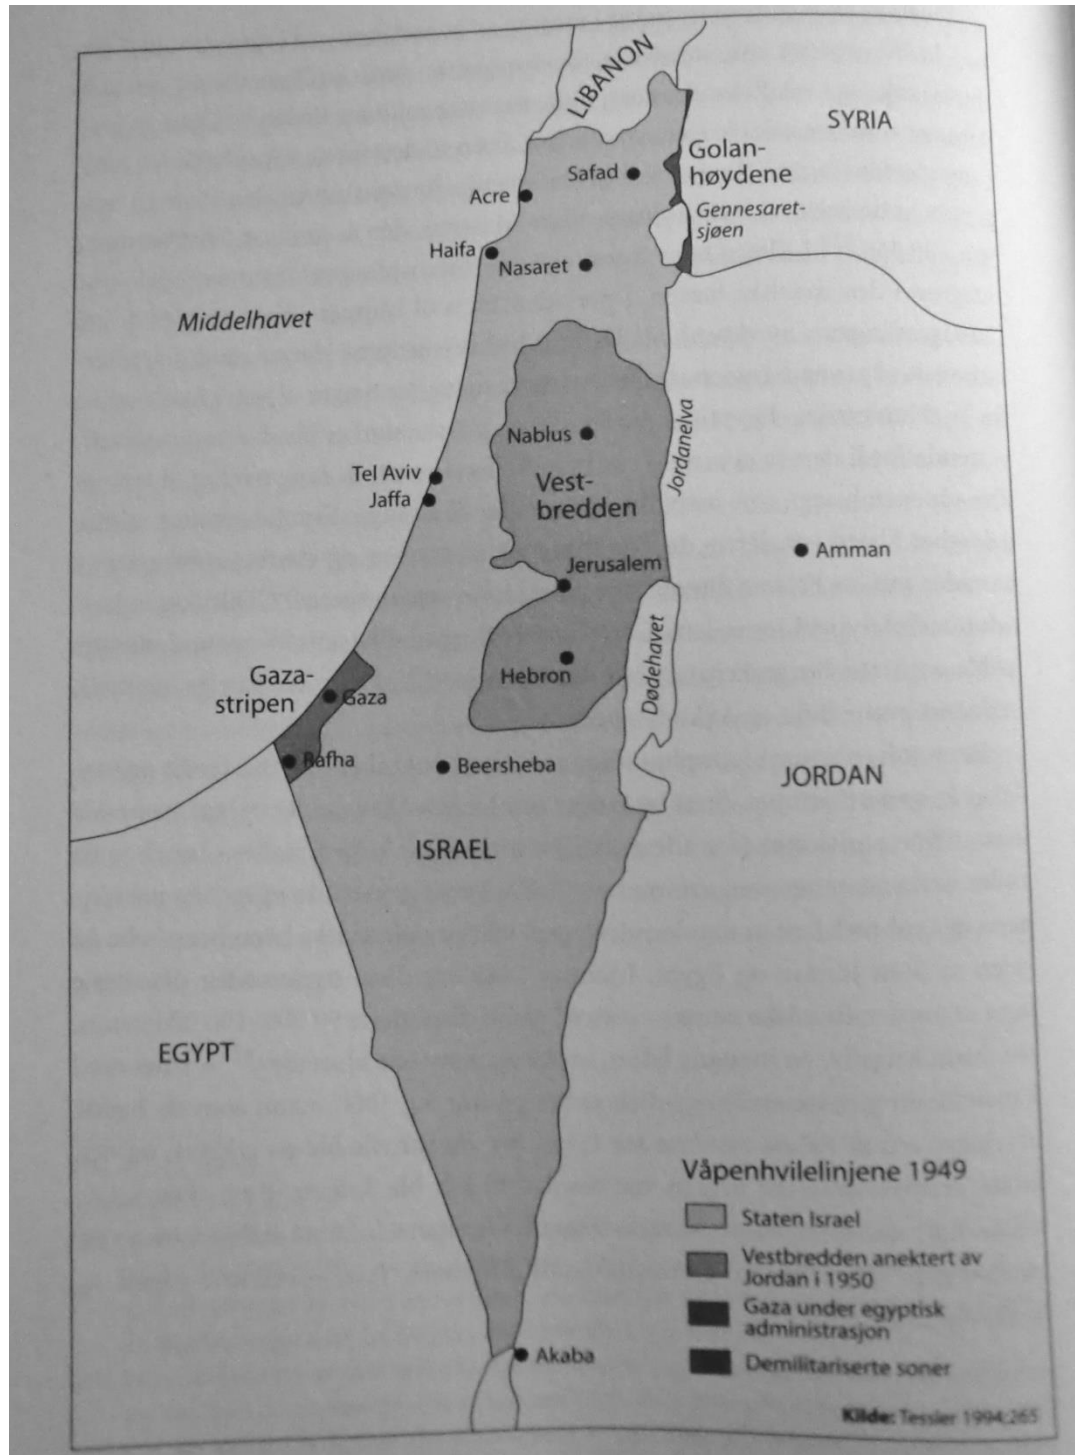 LIBANON
SYRIA
Golan-
høydene
Safad
Acre
Gennesaret-
sjøen
Haifa
Nasaret
Middelhavet
Jordanelva
Nablus
Tel Aviv
Jaffa
Vest-
bredden
Amman
Jerusalem
Dødehavet
Hebron
Gaza-
stripen
Gaza
Rafha
Beersheba
JORDAN
ISRAEL
EGYPT
Våpenhvilelinjene 1949
Staten Israel
Vestbredden anektert av
Jordan i 1950
Gaza under egyptisk
administrasjon
Demilitariserte soner
Akaba
Kilde: Tessler 1994:265